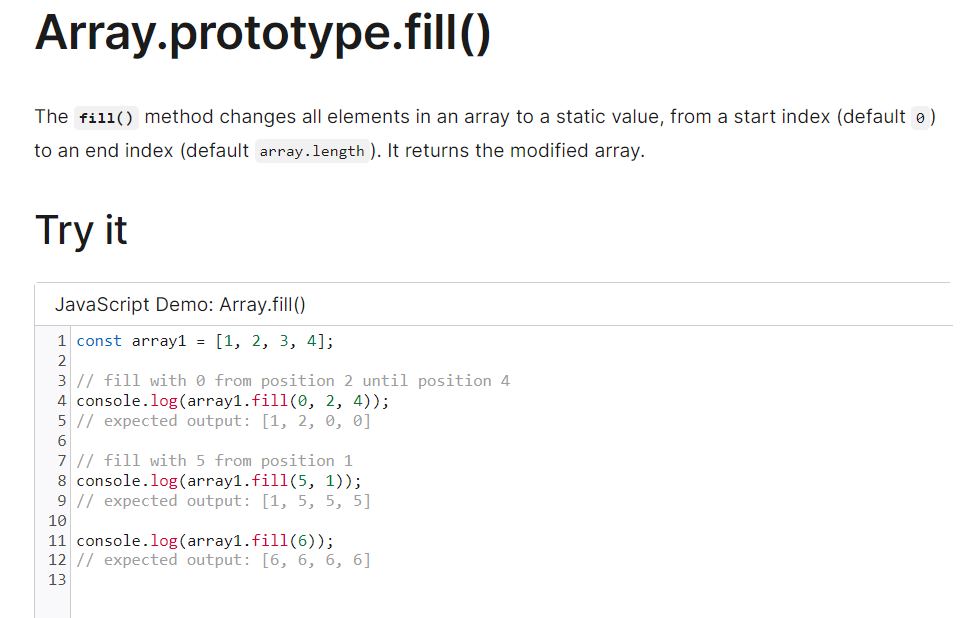 Array.prototype.fill()
The fill() method changes all elements in an array to a static value, from a start index (default 0)
to an end index (default array.length). It returns the modified array.
Try it
JavaScript Demo: Array.fill()
1 const array1 = [1, 2, 3, 4];
2
3 // fill with 0 from position 2 until position 4
4 console.log(array1.fill(0, 2, 4));
5 // expected output: [1, 2, 0, 0]
6
7 // fill with 5 from position 1
8 console.log(array1.fill(5, 1));
9 // expected output: [1, 5, 5, 5]
10
11 console.log(array1.fill(6));
12 // expected output: [6, 6, 6, 6]
13